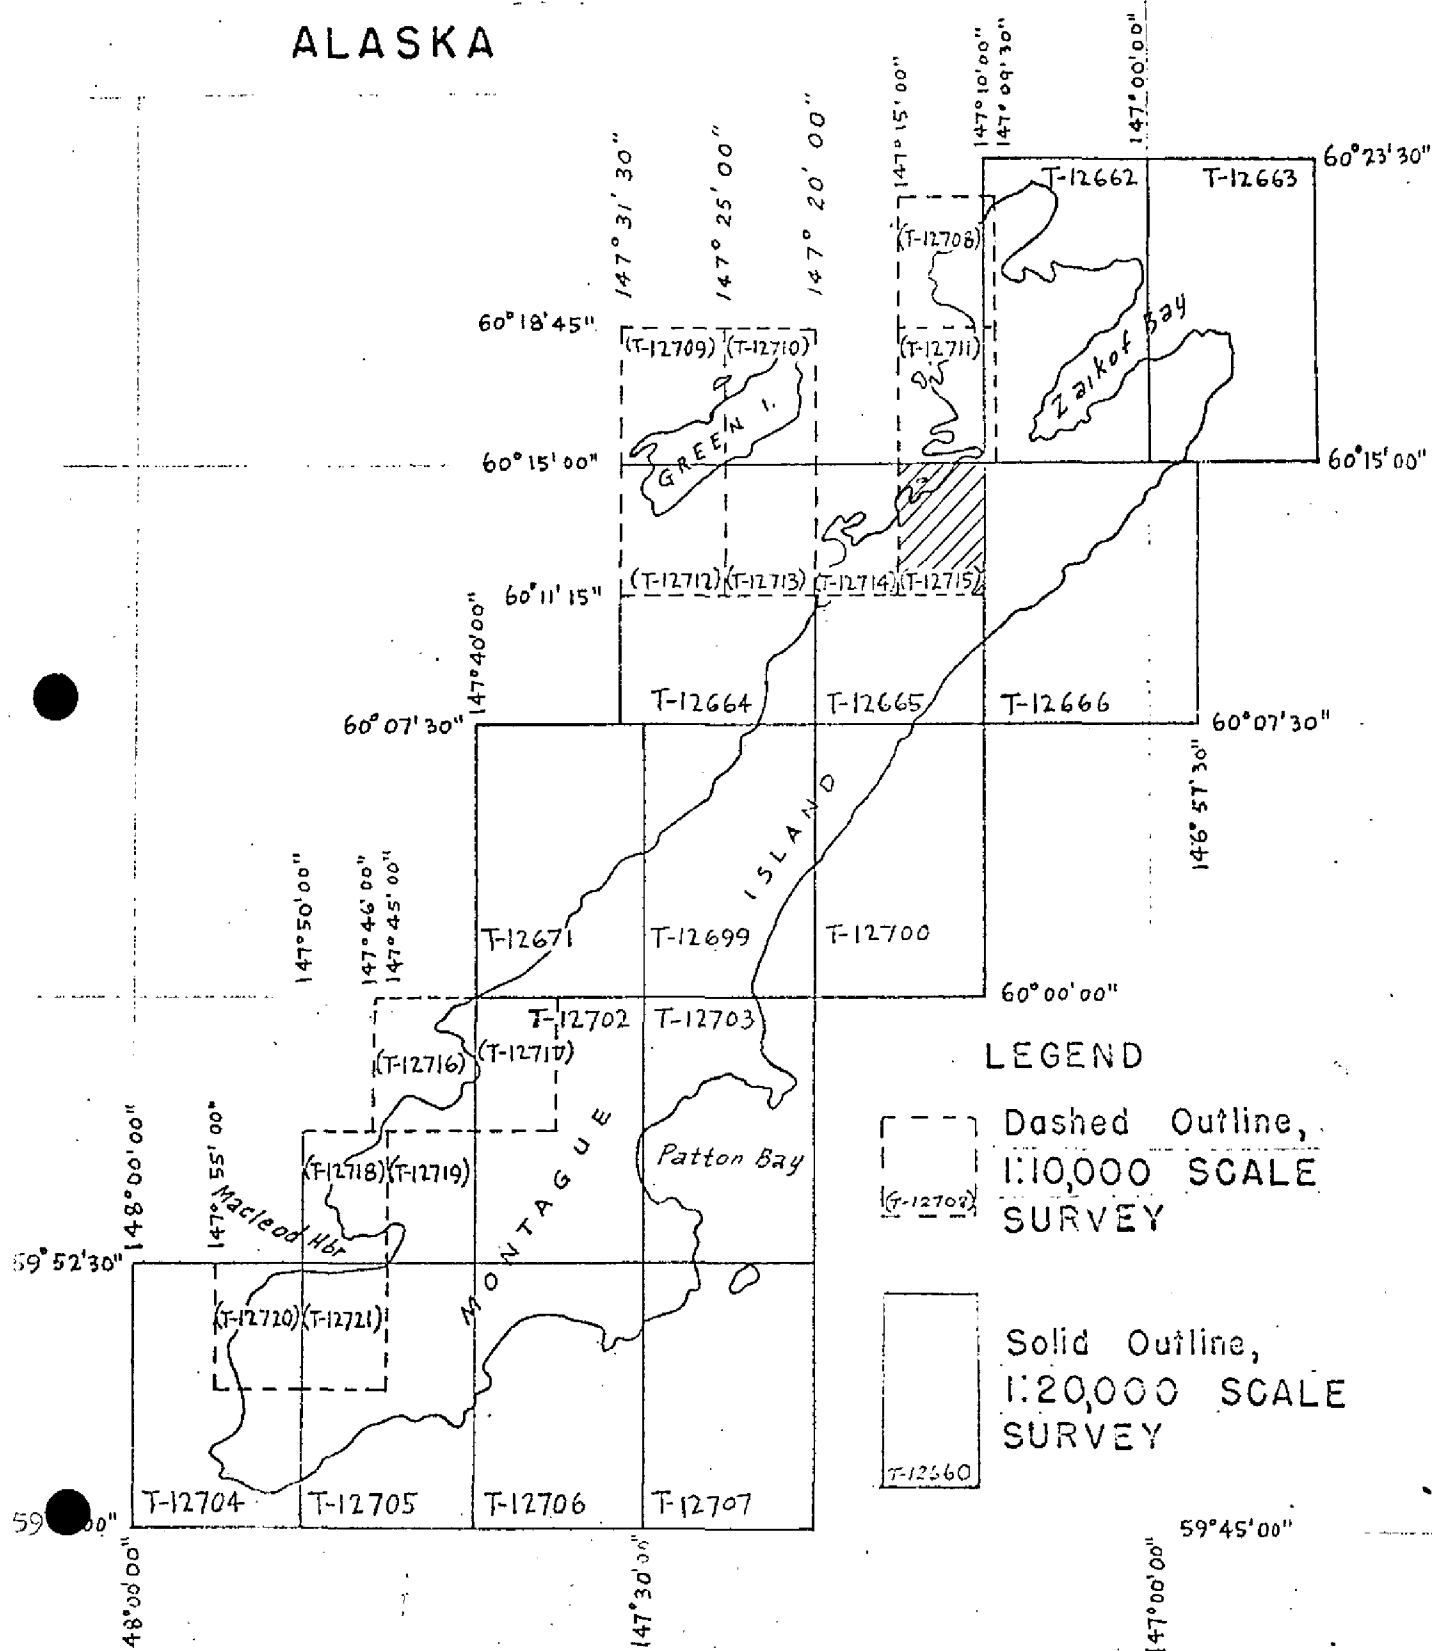 ALASKA
147° 31' 30"
147° 25' 00"
147° 20' 00"
147° 15' 00"
147° 10' 00"
147° 09' 30"
147° 00' 00"
60° 23' 30"
T-12662
T-12663
(T-12708)
60° 18' 45"
(T-12709)
(T-12710)
(T-12711)
Zaikof Bay
GREEN I.
60° 15' 00"
60° 15' 00"
(T-12712)
(T-12713)
(T-12714)
(T-12715)
60° 11' 15"
147° 40' 00"
T-12664
T-12665
T-12666
60° 07' 30"
60° 07' 30"
146° 57' 30"
ISLAND
147° 50' 00"
147° 46' 00"
147° 45' 00"
T-12671
T-12699
T-12700
60° 00' 00"
T-12702
T-12703
(T-12716)
(T-12717)
LEGEND
Dashed Outline,
1:10,000 SCALE
SURVEY
(T-12708)
148° 00' 00"
147° 55' 00"
(T-12718)
(T-12719)
MONTAGUE
Patton Bay
Macleod Hbr
59° 52' 30"
(T-12720)
(T-12721)
Solid Outline,
1:20,000 SCALE
SURVEY
T-12660
T-12704
T-12705
T-12706
T-12707
59 00"
59° 45' 00"
48° 00' 00"
147° 30' 00"
147° 00' 00"